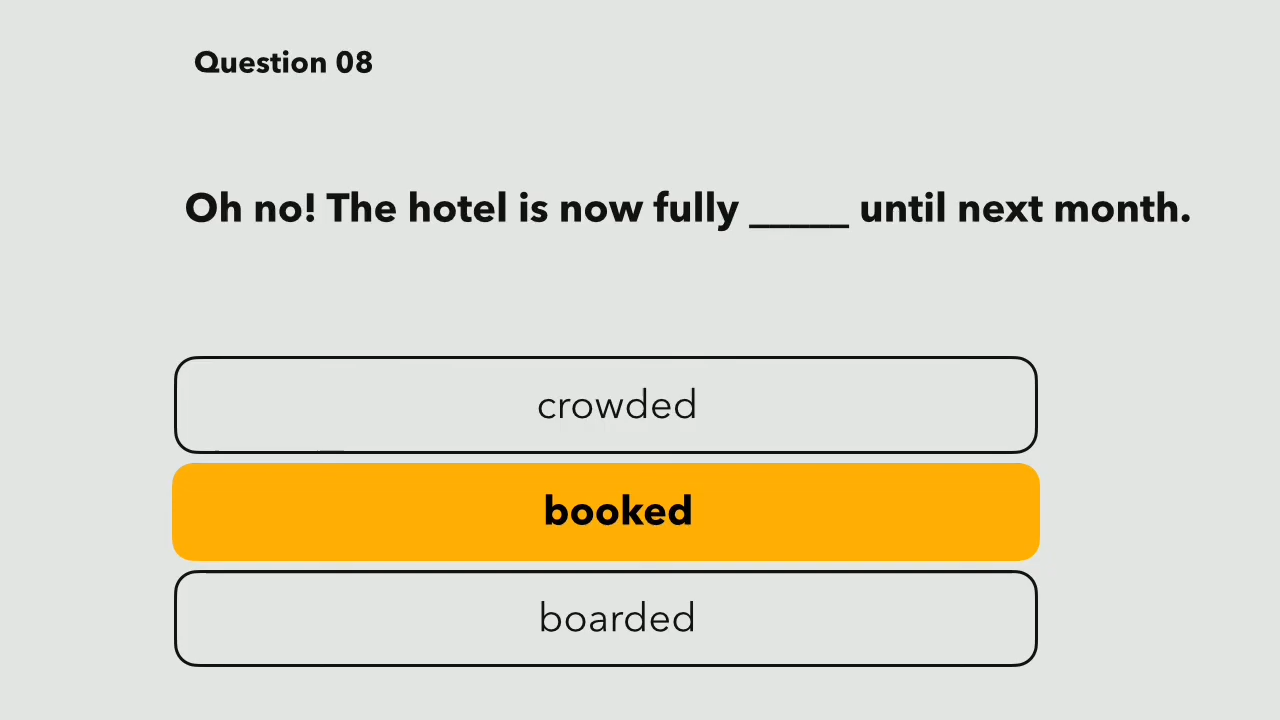 Question 08
Oh no! The hotel is now fully _____ until next month.
crowded
booked
boarded